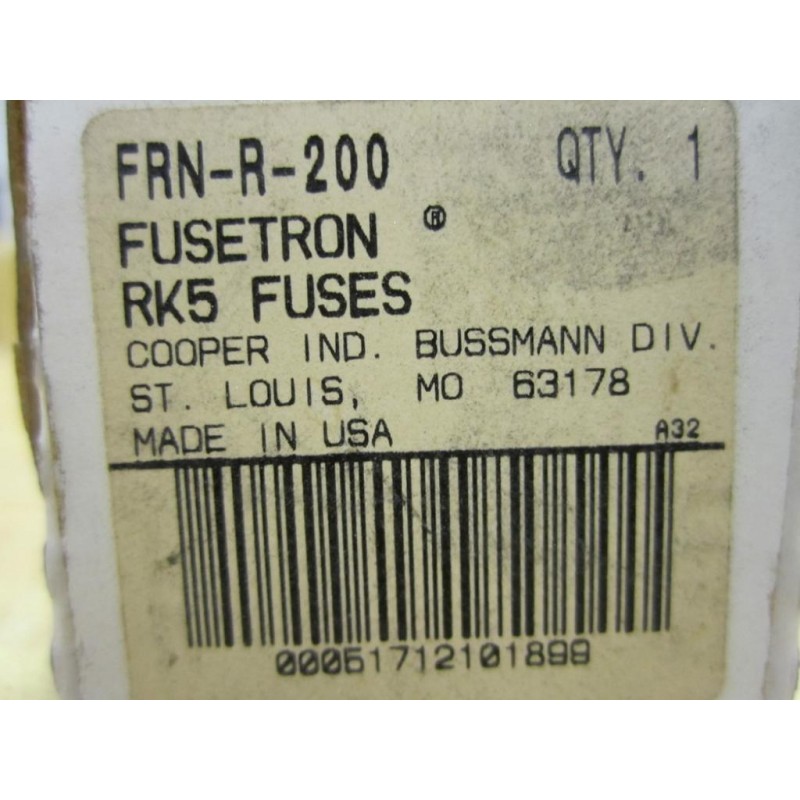 FRN-R-200 QTY. 1
FUSETRON ®
RK5 FUSES
COOPER IND. BUSSMANN DIV.
ST. LOUIS, MO 63178
MADE IN USA A32
00051712101899